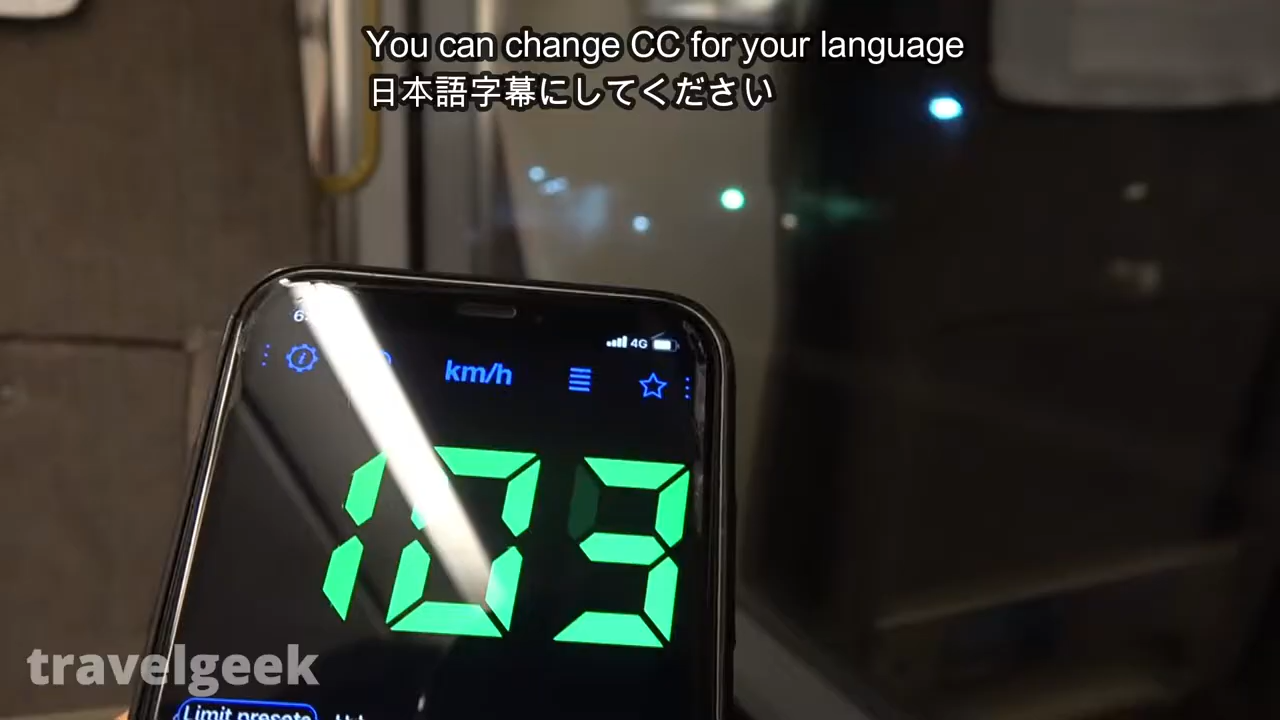 You can change CC for your language
日本語字幕にしてください
4G
km/h
103
travelgeek
Limit presets